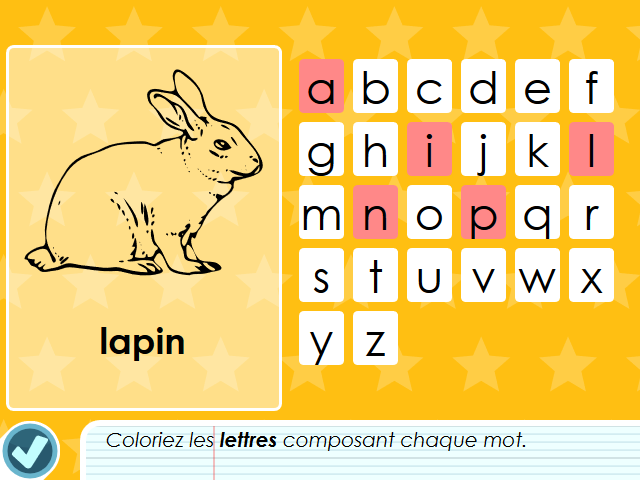 a b c d e f
g h i j k l
m n o p q r
s t u v w x
y z
lapin
Coloriez les lettres composant chaque mot.